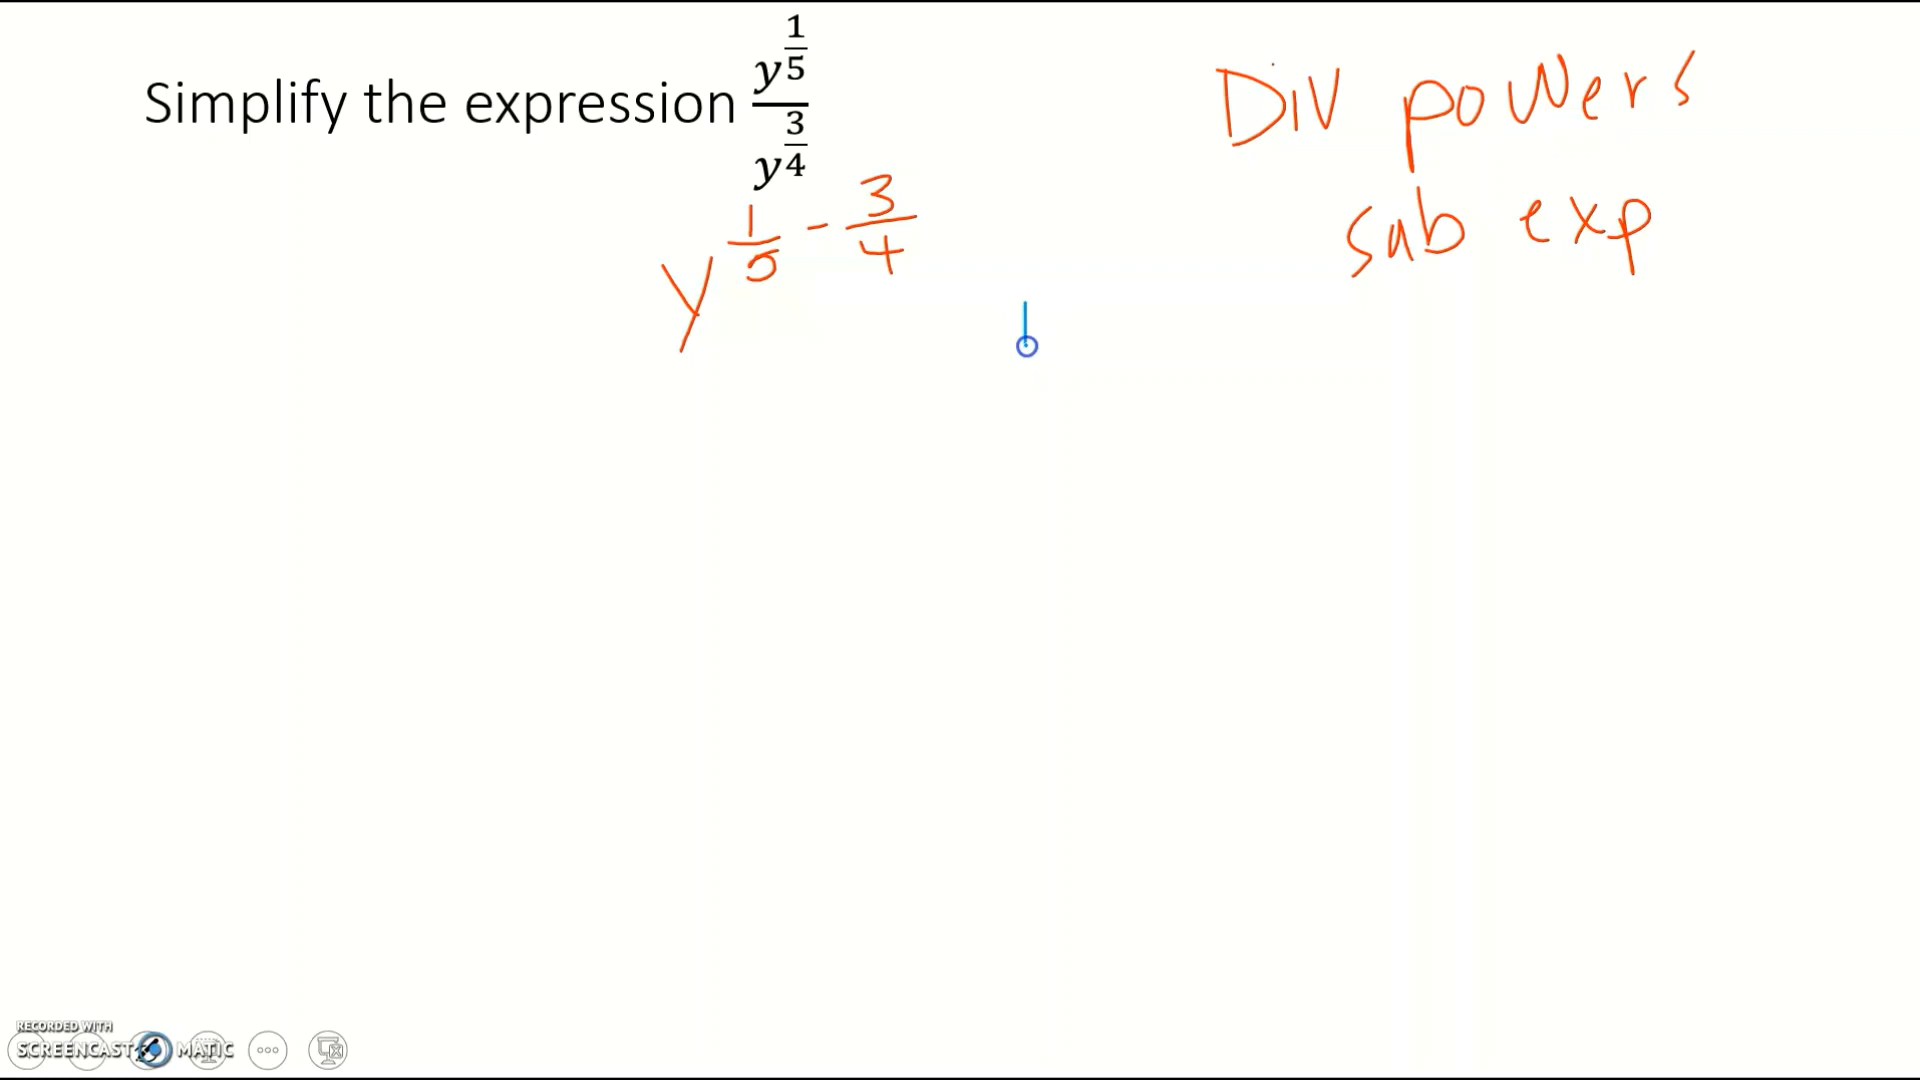 Simplify the expression y^(1/5) / y^(3/4)
DIV powers
sub exp
y^(1/5 - 3/4)
1
RECORDED WITH
SCREENCAST MATIC